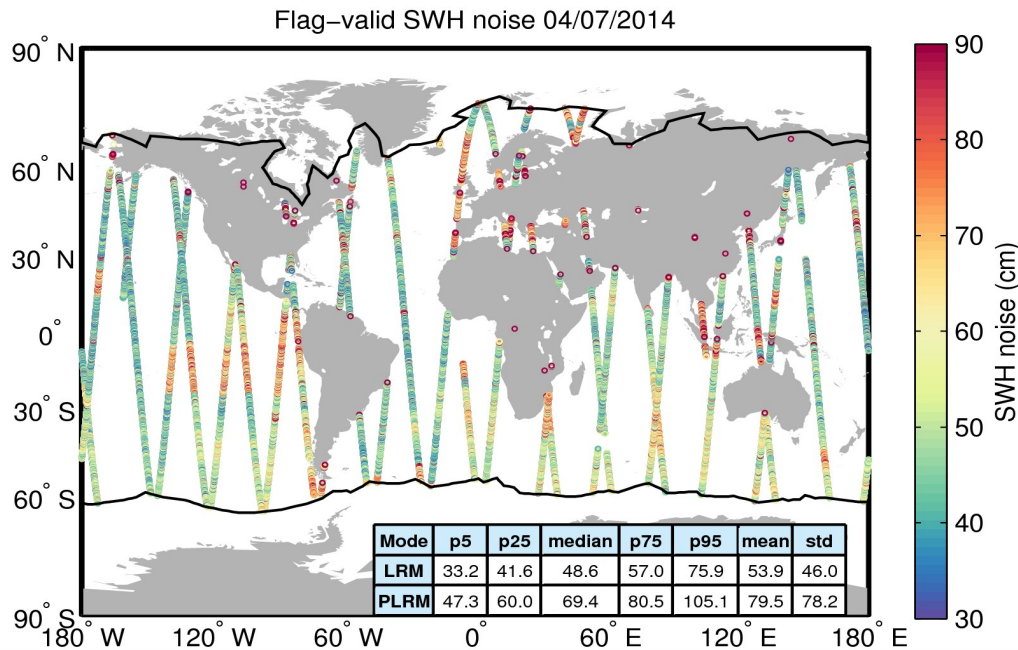 Flag−valid SWH noise 04/07/2014
90° N
60° N
30° N
0°
30° S
60° S
90° S
180° W
120° W
60° W
0°
60° E
120° E
180° E
Mode p5 p25 median p75 p95 mean std
LRM 33.2 41.6 48.6 57.0 75.9 53.9 46.0
PLRM 47.3 60.0 69.4 80.5 105.1 79.5 78.2
90
80
70
60
50
40
30
SWH noise (cm)